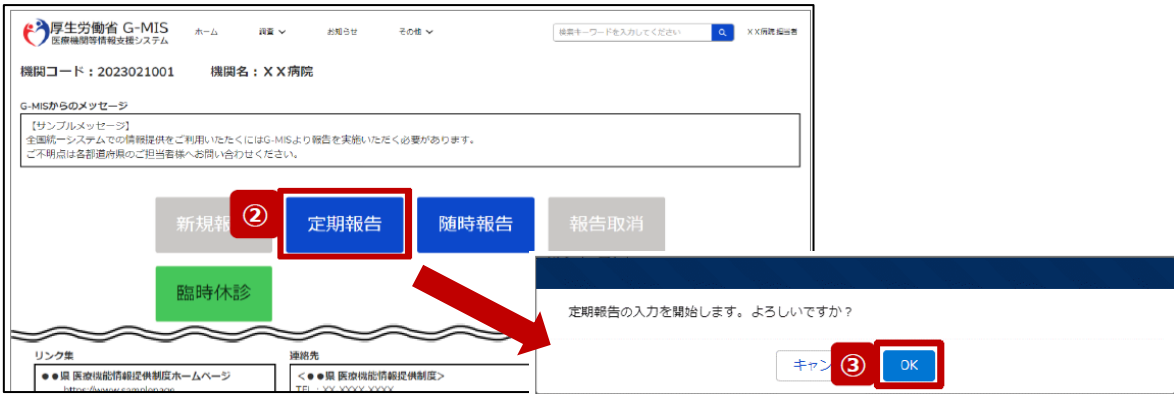 厚生労働省 G-MIS
医療機関等情報支援システム
ホーム
調査
お知らせ
その他
検索キーワードを入力してください
XX病院 担当者
機関コード：2023021001 機関名：XX病院
G-MISからのメッセージ
【サンプルメッセージ】
全国統一システムでの情報提供をご利用いただくにはG-MISより報告を実施いただく必要があります。
ご不明点は各都道府県のご担当者様へお問い合わせください。
新規報
②
定期報告
随時報告
報告取消
臨時休診
定期報告の入力を開始します。よろしいですか？
キャン
③
OK
リンク集
連絡先
●●県 医療機能情報提供制度ホームページ
https://www.samplepage
<●●県 医療機能情報提供制度>
TEL：XX-XXXX-XXXX